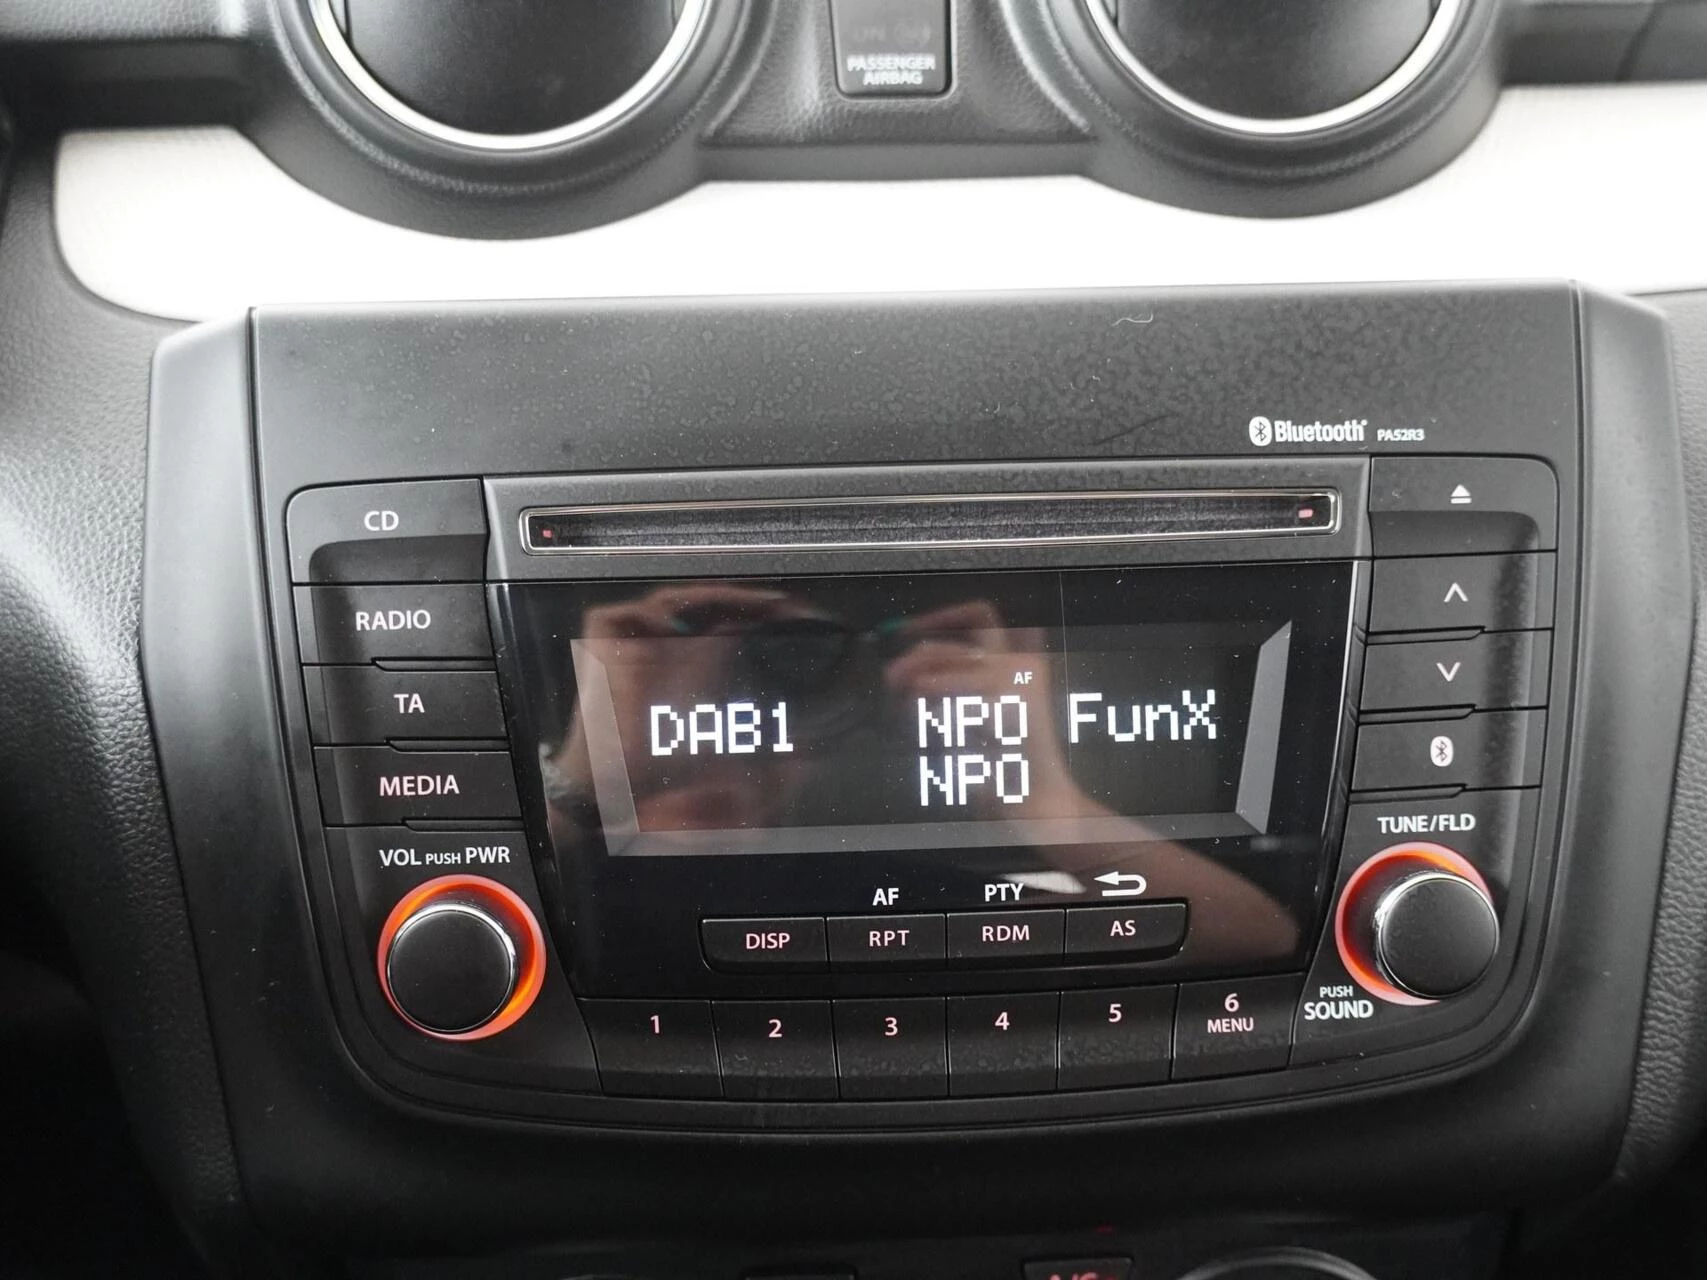 PASSENGER
AIRBAG
Bluetooth PA52R3
CD
RADIO
TA
MEDIA
AF
DAB1 NPO FunX
NPO
VOL PUSH PWR
TUNE/FLD
AF PTY
DISP RPT RDM AS
PUSH
SOUND
1 2 3 4 5 6
MENU
A/C